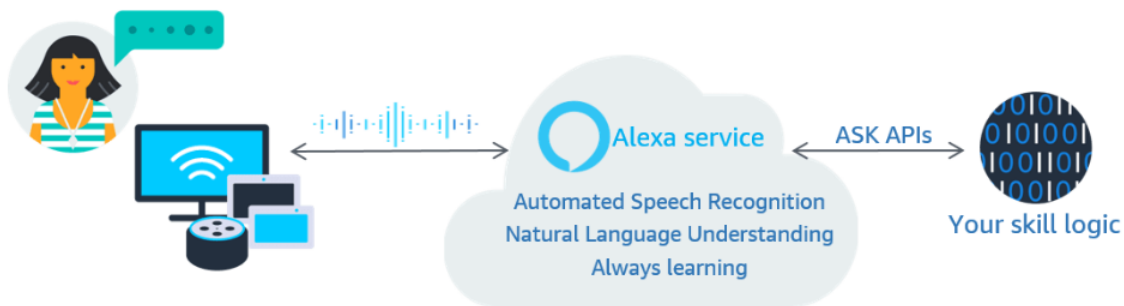 Alexa service
Automated Speech Recognition
Natural Language Understanding
Always learning
ASK APIs
Your skill logic